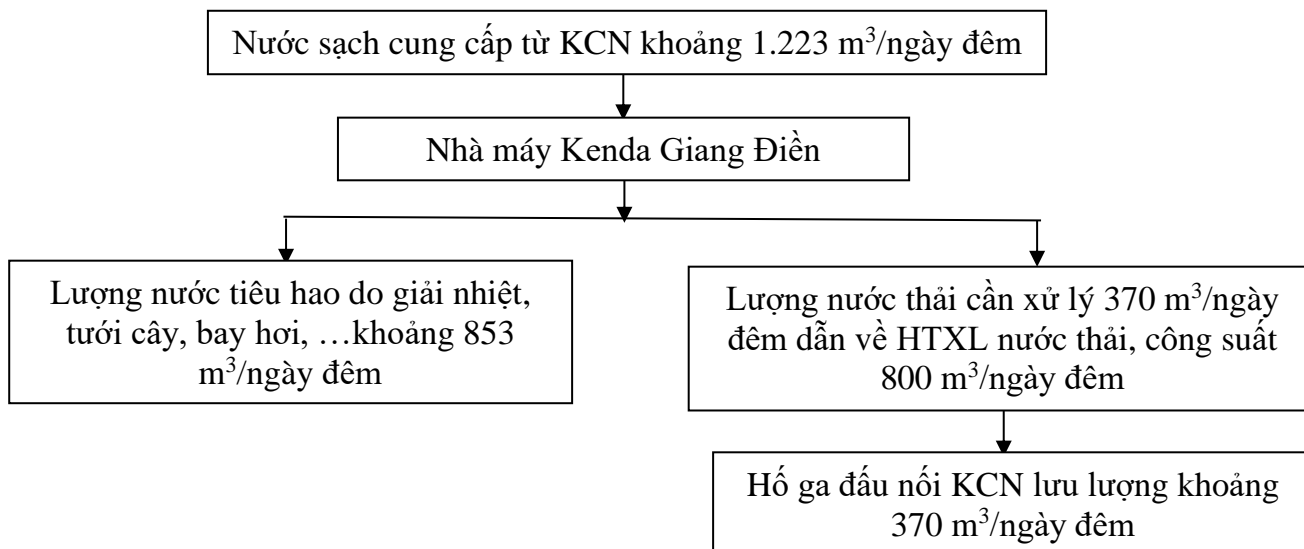 Nước sạch cung cấp từ KCN khoảng 1.223 m³/ngày đêm
Nhà máy Kenda Giang Điền
Lượng nước tiêu hao do giải nhiệt,
tưới cây, bay hơi, …khoảng 853
m³/ngày đêm
Lượng nước thải cần xử lý 370 m³/ngày
đêm dẫn về HTXL nước thải, công suất
800 m³/ngày đêm
Hố ga đấu nối KCN lưu lượng khoảng
370 m³/ngày đêm